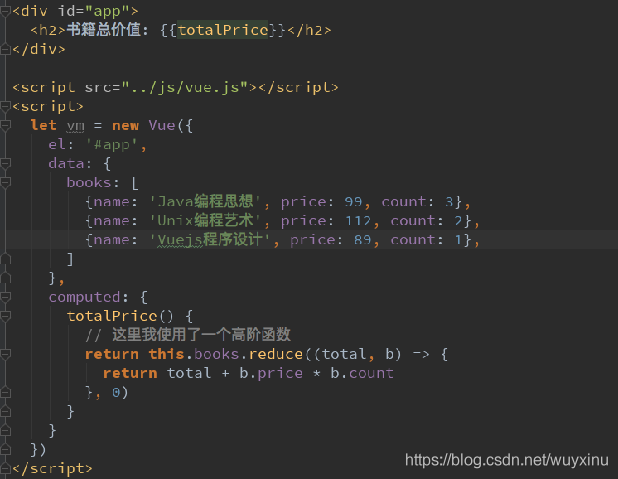 <div id="app">
  <h2>书籍总价值: {{totalPrice}}</h2>
</div>

<script src="../js/vue.js"></script>
<script>
  let vm = new Vue({
    el: '#app',
    data: {
      books: [
        {name: 'Java编程思想', price: 99, count: 3},
        {name: 'Unix编程艺术', price: 112, count: 2},
        {name: 'Vuejs程序设计', price: 89, count: 1},
      ]
    },
    computed: {
      totalPrice() {
        // 这里我使用了一个高阶函数
        return this.books.reduce((total, b) => {
          return total + b.price * b.count
        }, 0)
      }
    }
  })
</script>
https://blog.csdn.net/wuyxinu